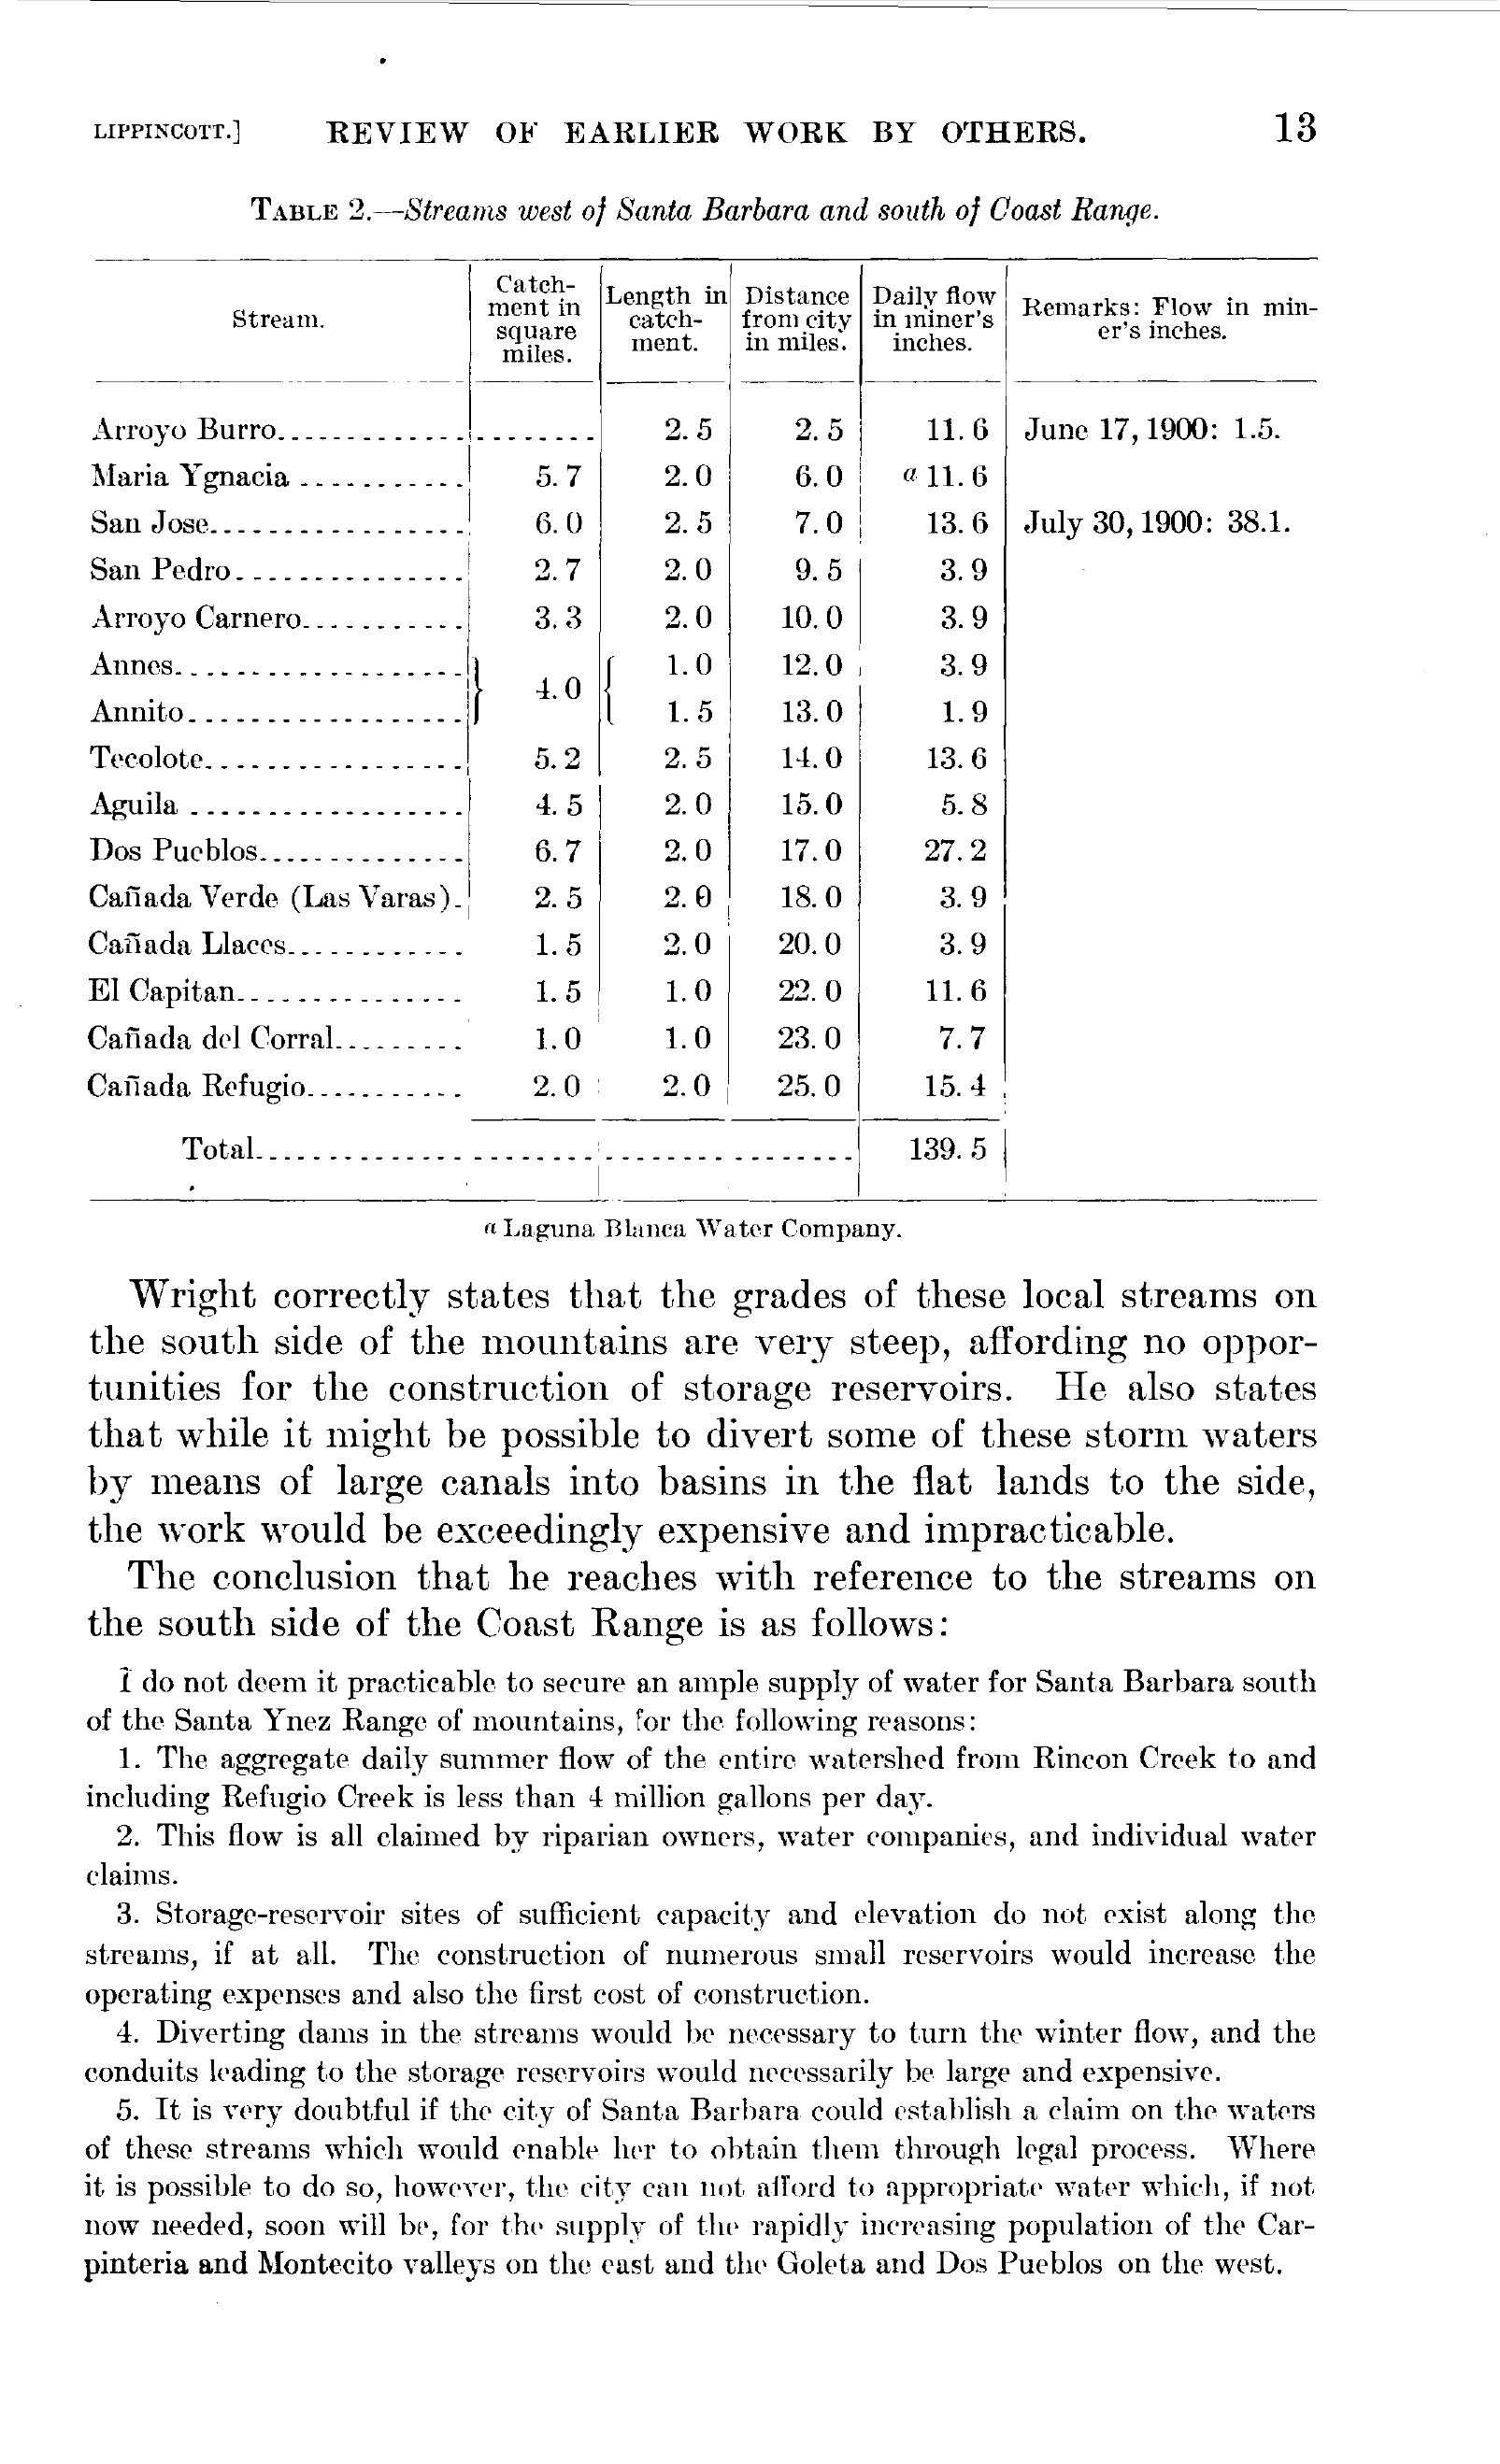 LIPPINCOTT.] REVIEW OF EARLIER WORK BY OTHERS. 13
TABLE 2.—Streams west of Santa Barbara and south of Coast Range.
Stream. Catch-ment in square miles. Length in catch-ment. Distance from city in miles. Daily flow in miner's inches. Remarks: Flow in min-er's inches.
Arroyo Burro 2.5 2.5 11.6 June 17, 1900: 1.5.
Maria Ygnacia 5.7 2.0 6.0 a 11.6
San Jose 6.0 2.5 7.0 13.6 July 30, 1900: 38.1.
San Pedro 2.7 2.0 9.5 3.9
Arroyo Carnero 3.3 2.0 10.0 3.9
Annes } 4.0 { 1.0 12.0 3.9
Annito 1.5 13.0 1.9
Tecolote 5.2 2.5 14.0 13.6
Aguila 4.5 2.0 15.0 5.8
Dos Pueblos 6.7 2.0 17.0 27.2
Cañada Verde (Las Varas) 2.5 2.0 18.0 3.9
Cañada Llaces 1.5 2.0 20.0 3.9
El Capitan 1.5 1.0 22.0 11.6
Cañada del Corral 1.0 1.0 23.0 7.7
Cañada Refugio 2.0 2.0 25.0 15.4
Total 139.5
a Laguna Blanca Water Company.
Wright correctly states that the grades of these local streams on
the south side of the mountains are very steep, affording no oppor-
tunities for the construction of storage reservoirs. He also states
that while it might be possible to divert some of these storm waters
by means of large canals into basins in the flat lands to the side,
the work would be exceedingly expensive and impracticable.
The conclusion that he reaches with reference to the streams on
the south side of the Coast Range is as follows:
I do not deem it practicable to secure an ample supply of water for Santa Barbara south
of the Santa Ynez Range of mountains, for the following reasons:
1. The aggregate daily summer flow of the entire watershed from Rincon Creek to and
including Refugio Creek is less than 4 million gallons per day.
2. This flow is all claimed by riparian owners, water companies, and individual water
claims.
3. Storage-reservoir sites of sufficient capacity and elevation do not exist along the
streams, if at all. The construction of numerous small reservoirs would increase the
operating expenses and also the first cost of construction.
4. Diverting dams in the streams would be necessary to turn the winter flow, and the
conduits leading to the storage reservoirs would necessarily be large and expensive.
5. It is very doubtful if the city of Santa Barbara could establish a claim on the waters
of these streams which would enable her to obtain them through legal process. Where
it is possible to do so, however, the city can not afford to appropriate water which, if not
now needed, soon will be, for the supply of the rapidly increasing population of the Car-
pinteria and Montecito valleys on the east and the Goleta and Dos Pueblos on the west.